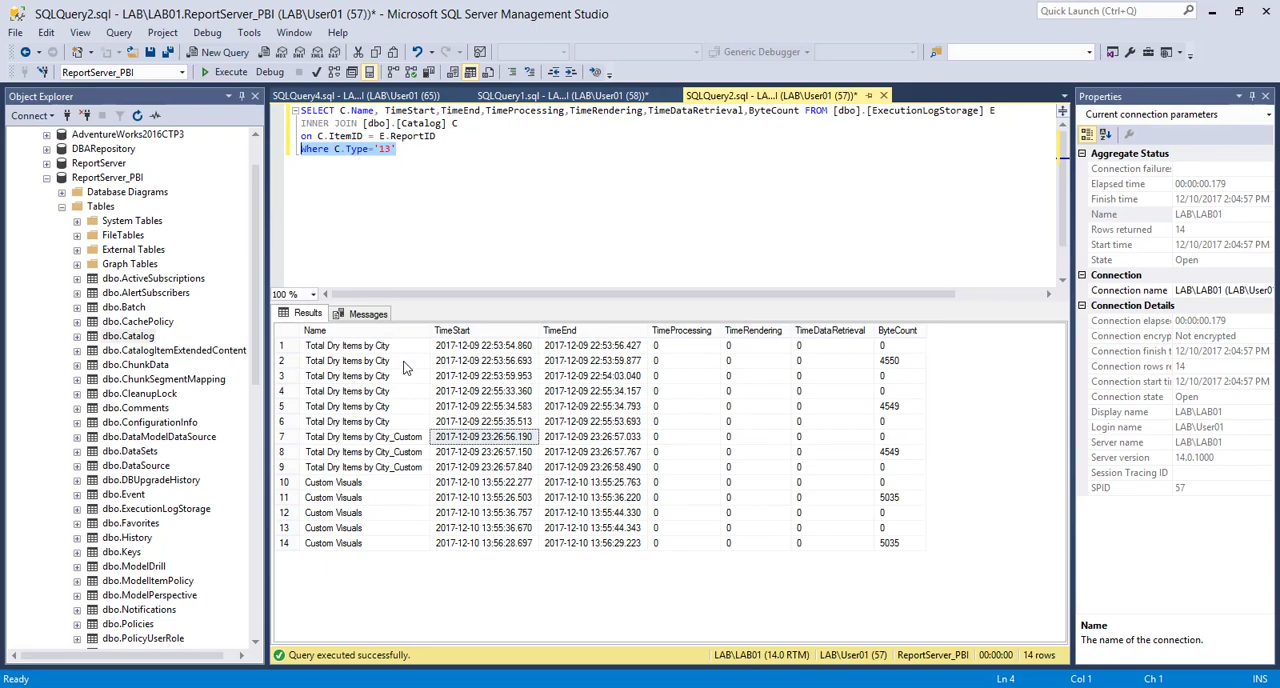 SQLQuery2.sql - LAB\LAB01.ReportServer_PBI (LAB\User01 (57))* - Microsoft SQL Server Management Studio
Quick Launch (Ctrl+Q)
File Edit View Query Project Debug Tools Window Help
New Query
Generic Debugger
ReportServer_PBI
Execute Debug
Object Explorer
Connect
AdventureWorks2016CTP3
DBARepository
ReportServer
ReportServer_PBI
Database Diagrams
Tables
System Tables
FileTables
External Tables
Graph Tables
dbo.ActiveSubscriptions
dbo.AlertSubscribers
dbo.Batch
dbo.CachePolicy
dbo.Catalog
dbo.CatalogItemExtendedContent
dbo.ChunkData
dbo.ChunkSegmentMapping
dbo.CleanupLock
dbo.Comments
dbo.ConfigurationInfo
dbo.DataModelDataSource
dbo.DataSets
dbo.DataSource
dbo.DBUpgradeHistory
dbo.Event
dbo.ExecutionLogStorage
dbo.Favorites
dbo.History
dbo.Keys
dbo.ModelDrill
dbo.ModelItemPolicy
dbo.ModelPerspective
dbo.Notifications
dbo.Policies
dbo.PolicyUserRole
SQLQuery4.sql - LA...I (LAB\User01 (65)) SQLQuery1.sql - LA...I (LAB\User01 (58))* SQLQuery2.sql - LA...I (LAB\User01 (57))*
SELECT C.Name, TimeStart,TimeEnd,TimeProcessing,TimeRendering,TimeDataRetrieval,ByteCount FROM [dbo].[ExecutionLogStorage] E
INNER JOIN [dbo].[Catalog] C
on C.ItemID = E.ReportID
Where C.Type='13'
100 %
Results Messages
Name TimeStart TimeEnd TimeProcessing TimeRendering TimeDataRetrieval ByteCount
1 Total Dry Items by City 2017-12-09 22:53:54.860 2017-12-09 22:53:56.427 0 0 0 0
2 Total Dry Items by City 2017-12-09 22:53:56.693 2017-12-09 22:53:59.877 0 0 0 4550
3 Total Dry Items by City 2017-12-09 22:53:59.953 2017-12-09 22:54:03.040 0 0 0 0
4 Total Dry Items by City 2017-12-09 22:55:33.360 2017-12-09 22:55:34.157 0 0 0 0
5 Total Dry Items by City 2017-12-09 22:55:34.583 2017-12-09 22:55:34.793 0 0 0 4549
6 Total Dry Items by City 2017-12-09 22:55:35.513 2017-12-09 22:55:53.693 0 0 0 0
7 Total Dry Items by City_Custom 2017-12-09 23:26:56.190 2017-12-09 23:26:57.033 0 0 0 0
8 Total Dry Items by City_Custom 2017-12-09 23:26:57.150 2017-12-09 23:26:57.767 0 0 0 4549
9 Total Dry Items by City_Custom 2017-12-09 23:26:57.840 2017-12-09 23:26:58.490 0 0 0 0
10 Custom Visuals 2017-12-10 13:55:22.277 2017-12-10 13:55:25.763 0 0 0 0
11 Custom Visuals 2017-12-10 13:55:26.503 2017-12-10 13:55:36.220 0 0 0 5035
12 Custom Visuals 2017-12-10 13:55:36.757 2017-12-10 13:55:44.330 0 0 0 0
13 Custom Visuals 2017-12-10 13:55:36.670 2017-12-10 13:55:44.343 0 0 0 0
14 Custom Visuals 2017-12-10 13:56:28.697 2017-12-10 13:56:29.223 0 0 0 5035
Query executed successfully. LAB\LAB01 (14.0 RTM) LAB\User01 (57) ReportServer_PBI 00:00:00 14 rows
Properties
Current connection parameters
Aggregate Status
Connection failures
Elapsed time 00:00:00.179
Finish time 12/10/2017 2:04:57 PM
Name LAB\LAB01
Rows returned 14
Start time 12/10/2017 2:04:57 PM
State Open
Connection
Connection name LAB\LAB01 (LAB\User01
Connection Details
Connection elapse 00:00:00.179
Connection encryp Not encrypted
Connection finish t 12/10/2017 2:04:57 PM
Connection rows re 14
Connection start ti 12/10/2017 2:04:57 PM
Connection state Open
Display name LAB\LAB01
Login name LAB\User01
Server name LAB\LAB01
Server version 14.0.1000
Session Tracing ID
SPID 57
Name
The name of the connection.
Ready Ln 4 Col 1 Ch 1 INS